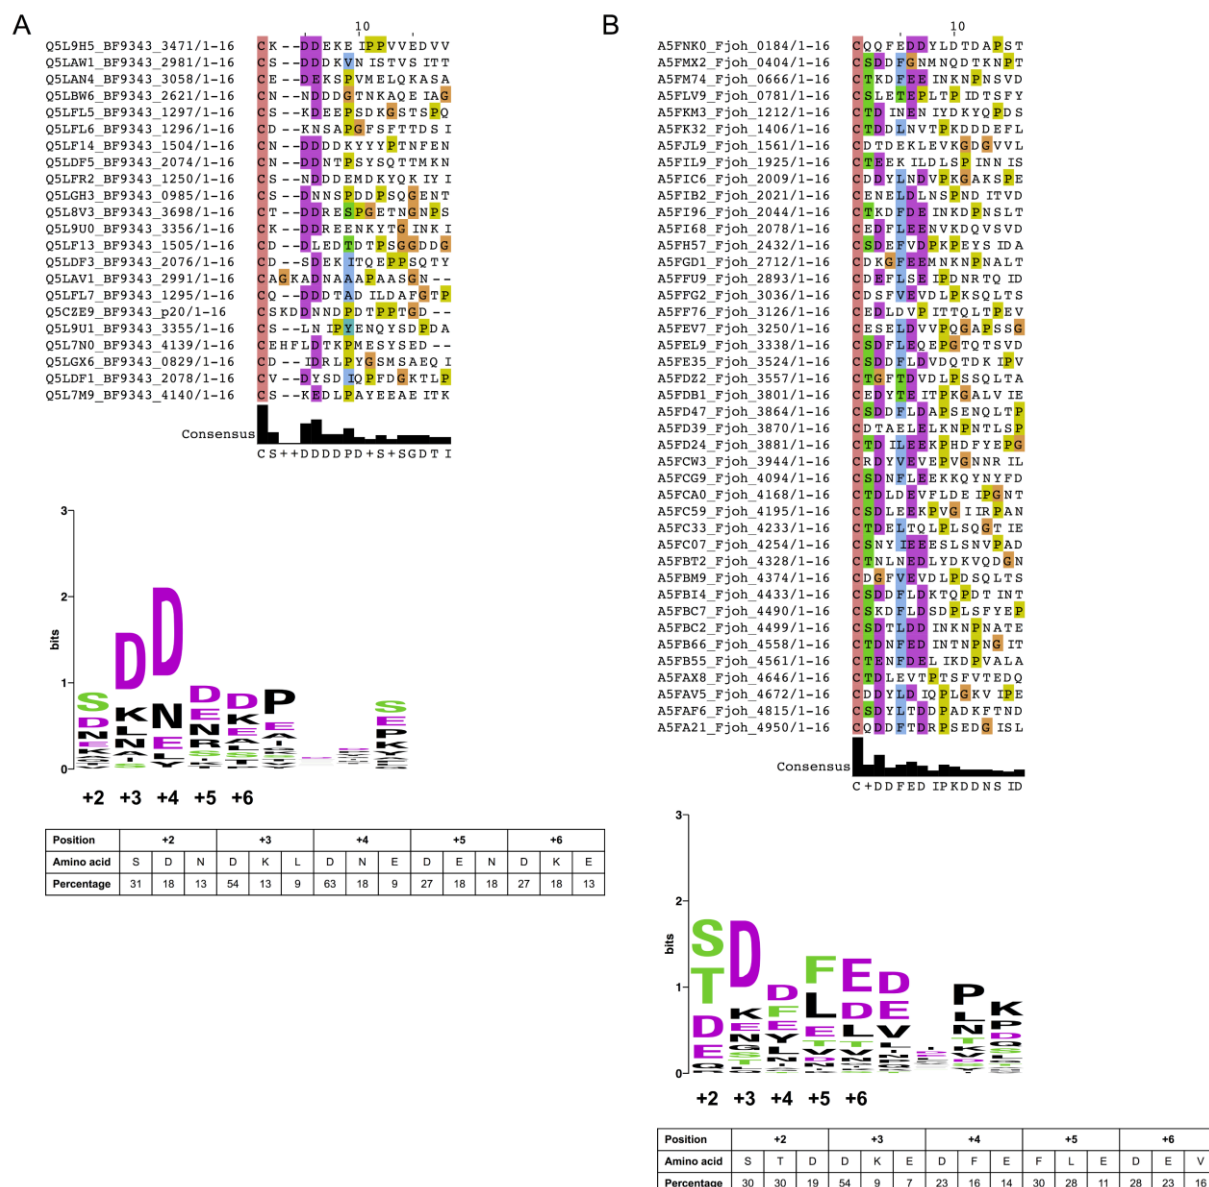 A
10
Q5L9H5_BF9343_3471/1-16 CK--DDEKEIPPVVEDVV
Q5LAW1_BF9343_2981/1-16 CS--DDDKVNISTVSITT
Q5LAN4_BF9343_3058/1-16 CE--DEKSPVMELQKASA
Q5LBW6_BF9343_2621/1-16 CN--NDDDGTNKAQEIAG
Q5LFL5_BF9343_1297/1-16 CS--KDEEPSDKGSTSPQ
Q5LFL6_BF9343_1296/1-16 CD--KNSAPGFSFTTDSI
Q5LF14_BF9343_1504/1-16 CN--DDDDKYYYPTNFEN
Q5LDF5_BF9343_2074/1-16 CN--DDNTPSYSQTTMKN
Q5LFR2_BF9343_1250/1-16 CS--NDDDEMDKYQKIYI
Q5LGH3_BF9343_0985/1-16 CS--DNNSPDDPSQGENT
Q5L8V3_BF9343_3698/1-16 CT--DDRESPGETNGNPS
Q5L9U0_BF9343_3356/1-16 CK--DDREENKYTGINKI
Q5LF13_BF9343_1505/1-16 CD--DLEDTDTPSGGDDG
Q5LDF3_BF9343_2076/1-16 CD--SDEKITQEPPSQTY
Q5LAV1_BF9343_2991/1-16 CAGKADNAAAPAASGN--
Q5LFL7_BF9343_1295/1-16 CQ--DDDTADILDAFGTP
Q5CZE9_BF9343_p20/1-16 CSKDDNNDPDTPPTGD--
Q5L9U1_BF9343_3355/1-16 CS--LNIPYENQYSDPDA
Q5L7N0_BF9343_4139/1-16 CEHFLDTKPMESYSED--
Q5LGX6_BF9343_0829/1-16 CD--IDRLPYGSMSAEQI
Q5LDF1_BF9343_2078/1-16 CV--DYSDIQPFDGKTLP
Q5L7M9_BF9343_4140/1-16 CS--KEDLPAYEEAEITK
Consensus
CS++DDDDPD+S+SGDTI
3
2
1
0
bits
+2 +3 +4 +5 +6
Position +2 +3 +4 +5 +6
Amino acid S D N D K L D N E D E N D K E
Percentage 31 18 13 54 13 9 63 18 9 27 18 18 27 18 13
B
10
A5FNK0_Fjoh_0184/1-16 CQQFEDDYLDTDAPST
A5FMX2_Fjoh_0436/1-16 CSDDFGNMNQDTKNPT
A5FM74_Fjoh_0666/1-16 CTKDFEEINKNPNSVD
A5FLV9_Fjoh_0781/1-16 CSLETEPLTPIDTSFY
A5FKM3_Fjoh_1212/1-16 CTDINENIYDKYQPDS
A5FK32_Fjoh_1406/1-16 CTDDLNVTPKDDDEFL
A5FJL9_Fjoh_1561/1-16 CDTDEKLEVKGDGVVL
A5FIL9_Fjoh_1925/1-16 CTEEKILDLSPINNIS
A5FIC6_Fjoh_2009/1-16 CDDYLNDVPKGAKSPE
A5FIB2_Fjoh_2021/1-16 CENELDLNSPNDITVD
A5FI96_Fjoh_2044/1-16 CTKDFDEINKDPNSLT
A5FI68_Fjoh_2078/1-16 CEDFLEENVKDQVSVD
A5FH57_Fjoh_2432/1-16 CSDEFVDPKPEYSIDA
A5FGD1_Fjoh_2712/1-16 CDKGFEEMNKNPNALT
A5FFU9_Fjoh_2893/1-16 CDEFLSEIPDNRTQID
A5FFG2_Fjoh_3036/1-16 CDSFVEVDLPKSQLTS
A5FF76_Fjoh_3126/1-16 CEDLDVPITTQLTPEV
A5FEV7_Fjoh_3250/1-16 CESELDVVPQGAPSSG
A5FEL9_Fjoh_3338/1-16 CSDFLEQEPGTQTSVD
A5FE35_Fjoh_3524/1-16 CSDDFLDVDQTDKIPV
A5FDZ2_Fjoh_3557/1-16 CTGFTDVDLPSSQLTA
A5FDB1_Fjoh_3801/1-16 CEDYTEITPKGALVIE
A5FD47_Fjoh_3864/1-16 CSDDFLDAPSENQLTP
A5FD39_Fjoh_3870/1-16 CDTAELELKNPNTLSP
A5FD24_Fjoh_3881/1-16 CTDILEEKPHDFYEPG
A5FCW3_Fjoh_3944/1-16 CRDYVEVEPVGNNRIL
A5FCG9_Fjoh_4094/1-16 CSDNFLEEKKQYNYFD
A5FCA0_Fjoh_4168/1-16 CTDLDEVFLDEIPGNT
A5FC59_Fjoh_4195/1-16 CSDLEEKPVGIIRPAN
A5FC33_Fjoh_4233/1-16 CTDELTQLPLSQGTIE
A5FC07_Fjoh_4254/1-16 CSNYIEEESLSNVPAD
A5FBT2_Fjoh_4328/1-16 CTNLNEDLYDKVQDGN
A5FBM9_Fjoh_4374/1-16 CDGFVEVDLPDSQLTS
A5FBI4_Fjoh_4433/1-16 CSDDFLDKTQPDTINT
A5FBC7_Fjoh_4490/1-16 CSKDFLDSDPLSFYEP
A5FBC2_Fjoh_4499/1-16 CSDTLDDINKNPNATE
A5FB66_Fjoh_4558/1-16 CTDNFEDINTNPNGIT
A5FB55_Fjoh_4561/1-16 CTENFDELIKDPVALA
A5FAX8_Fjoh_4646/1-16 CTDLEVTPTSFVTEDQ
A5FAV5_Fjoh_4672/1-16 CDDYLDIQPLGKVIPE
A5FAF6_Fjoh_4815/1-16 CSDYLTDDPADKFTND
A5FA21_Fjoh_4950/1-16 CQDDFTDRPSEDGISL
Consensus
C+DDFEDIPKDDNSID
3
2
1
0
bits
+2 +3 +4 +5 +6
Position +2 +3 +4 +5 +6
Amino acid S T D D K E D F E F L E D E V
Percentage 30 30 19 54 9 7 23 16 14 30 28 11 28 23 16